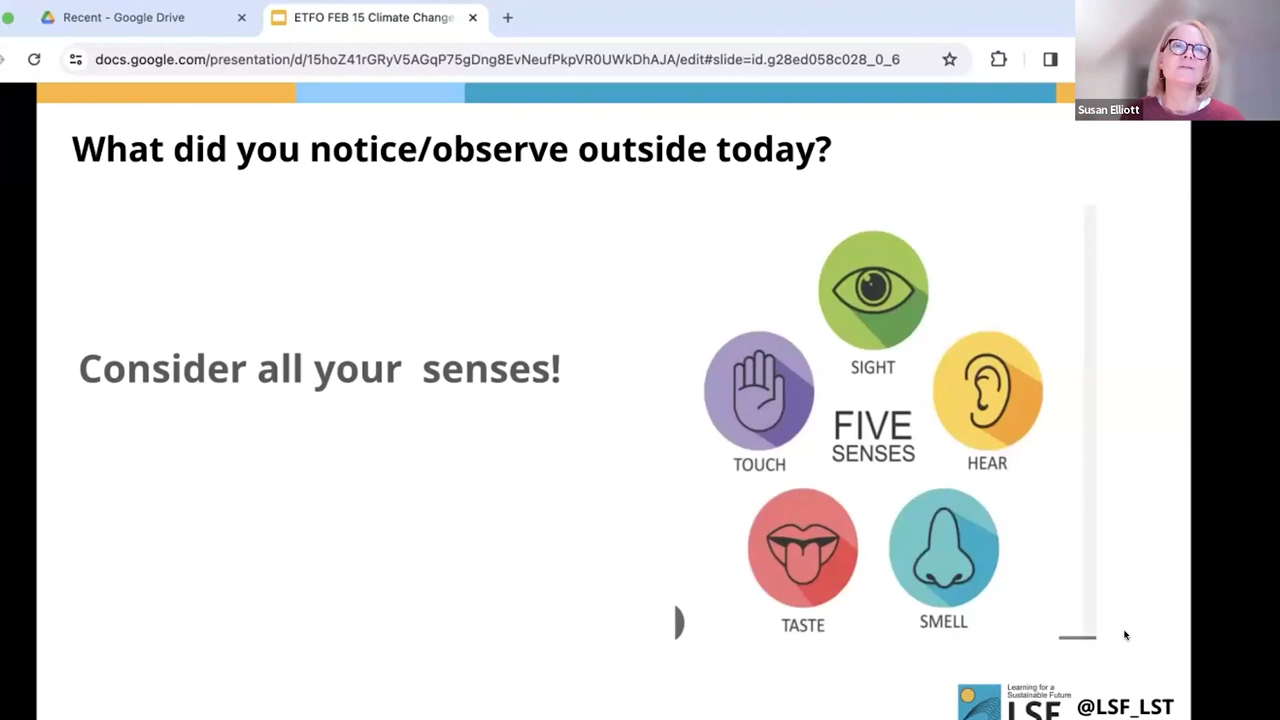 Recent - Google Drive
ETFO FEB 15 Climate Change
docs.google.com/presentation/d/15hoZ41rGRyV5AGqP75gDng8EvNeufPkpVR0UWkDhAJA/edit#slide=id.g28ed058c028_0_6
Susan Elliott
What did you notice/observe outside today?
Consider all your senses!
SIGHT
TOUCH
FIVE
SENSES
HEAR
TASTE
SMELL
Learning for a
Sustainable Future
LSF
@LSF_LST